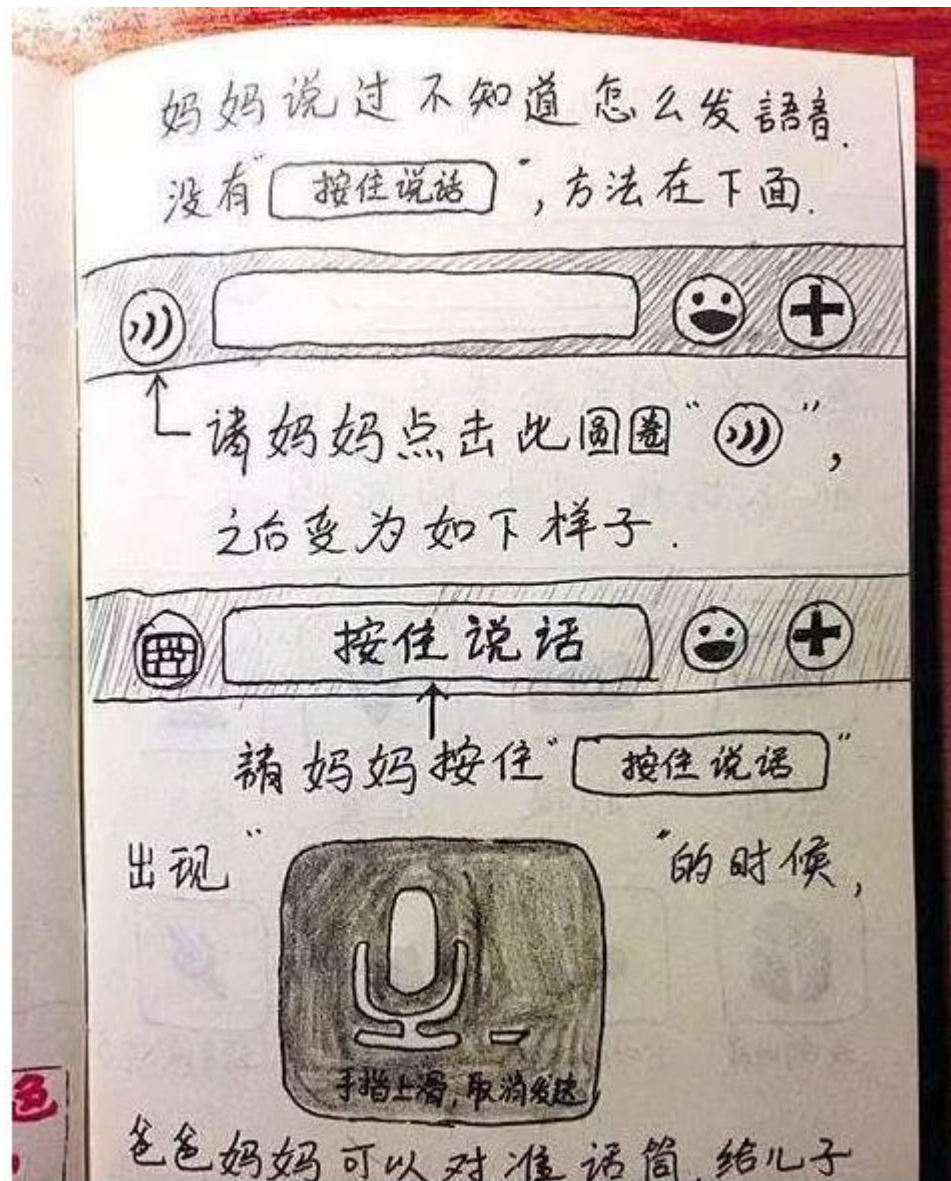 妈妈说过不知道怎么发語音.
没有“按住说话”,方法在下面.
请妈妈点击此圆圈“”,
之后变为如下样子.
按住说话
請妈妈按住“按住说话”
出现“”的时候,
手指上滑,取消发送
爸爸妈妈可以对准话筒,给儿子